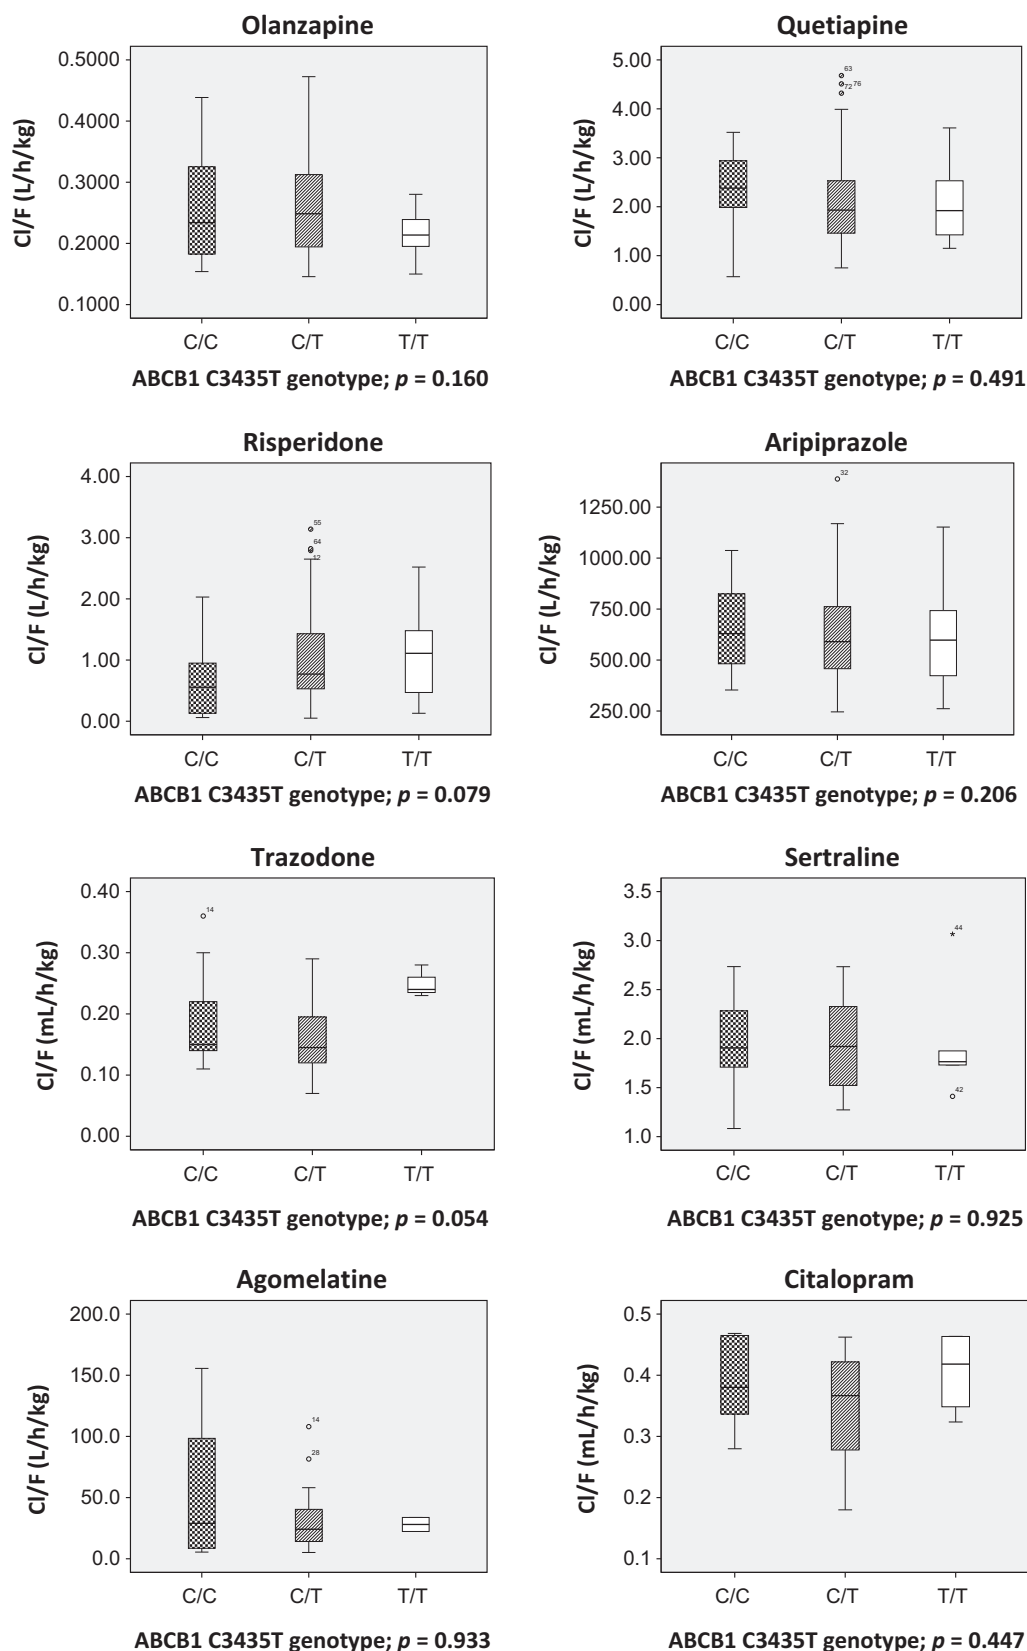 Olanzapine
Cl/F (L/h/kg)
0.5000
0.4000
0.3000
0.2000
0.1000
C/C C/T T/T
ABCB1 C3435T genotype; p = 0.160
Quetiapine
Cl/F (L/h/kg)
5.00
4.00
3.00
2.00
1.00
0.00
63
72 76
C/C C/T T/T
ABCB1 C3435T genotype; p = 0.491
Risperidone
Cl/F (L/h/kg)
4.00
3.00
2.00
1.00
0.00
55
64
12
C/C C/T T/T
ABCB1 C3435T genotype; p = 0.079
Aripiprazole
Cl/F (L/h/kg)
1250.00
1000.00
750.00
500.00
250.00
32
C/C C/T T/T
ABCB1 C3435T genotype; p = 0.206
Trazodone
Cl/F (mL/h/kg)
0.40
0.30
0.20
0.10
0.00
14
C/C C/T T/T
ABCB1 C3435T genotype; p = 0.054
Sertraline
Cl/F (mL/h/kg)
3.5
3.0
2.5
2.0
1.5
1.0
44
42
C/C C/T T/T
ABCB1 C3435T genotype; p = 0.925
Agomelatine
Cl/F (L/h/kg)
200.0
150.0
100.0
50.0
0.0
14
28
C/C C/T T/T
ABCB1 C3435T genotype; p = 0.933
Citalopram
Cl/F (mL/h/kg)
0.5
0.4
0.3
0.2
0.1
C/C C/T T/T
ABCB1 C3435T genotype; p = 0.447